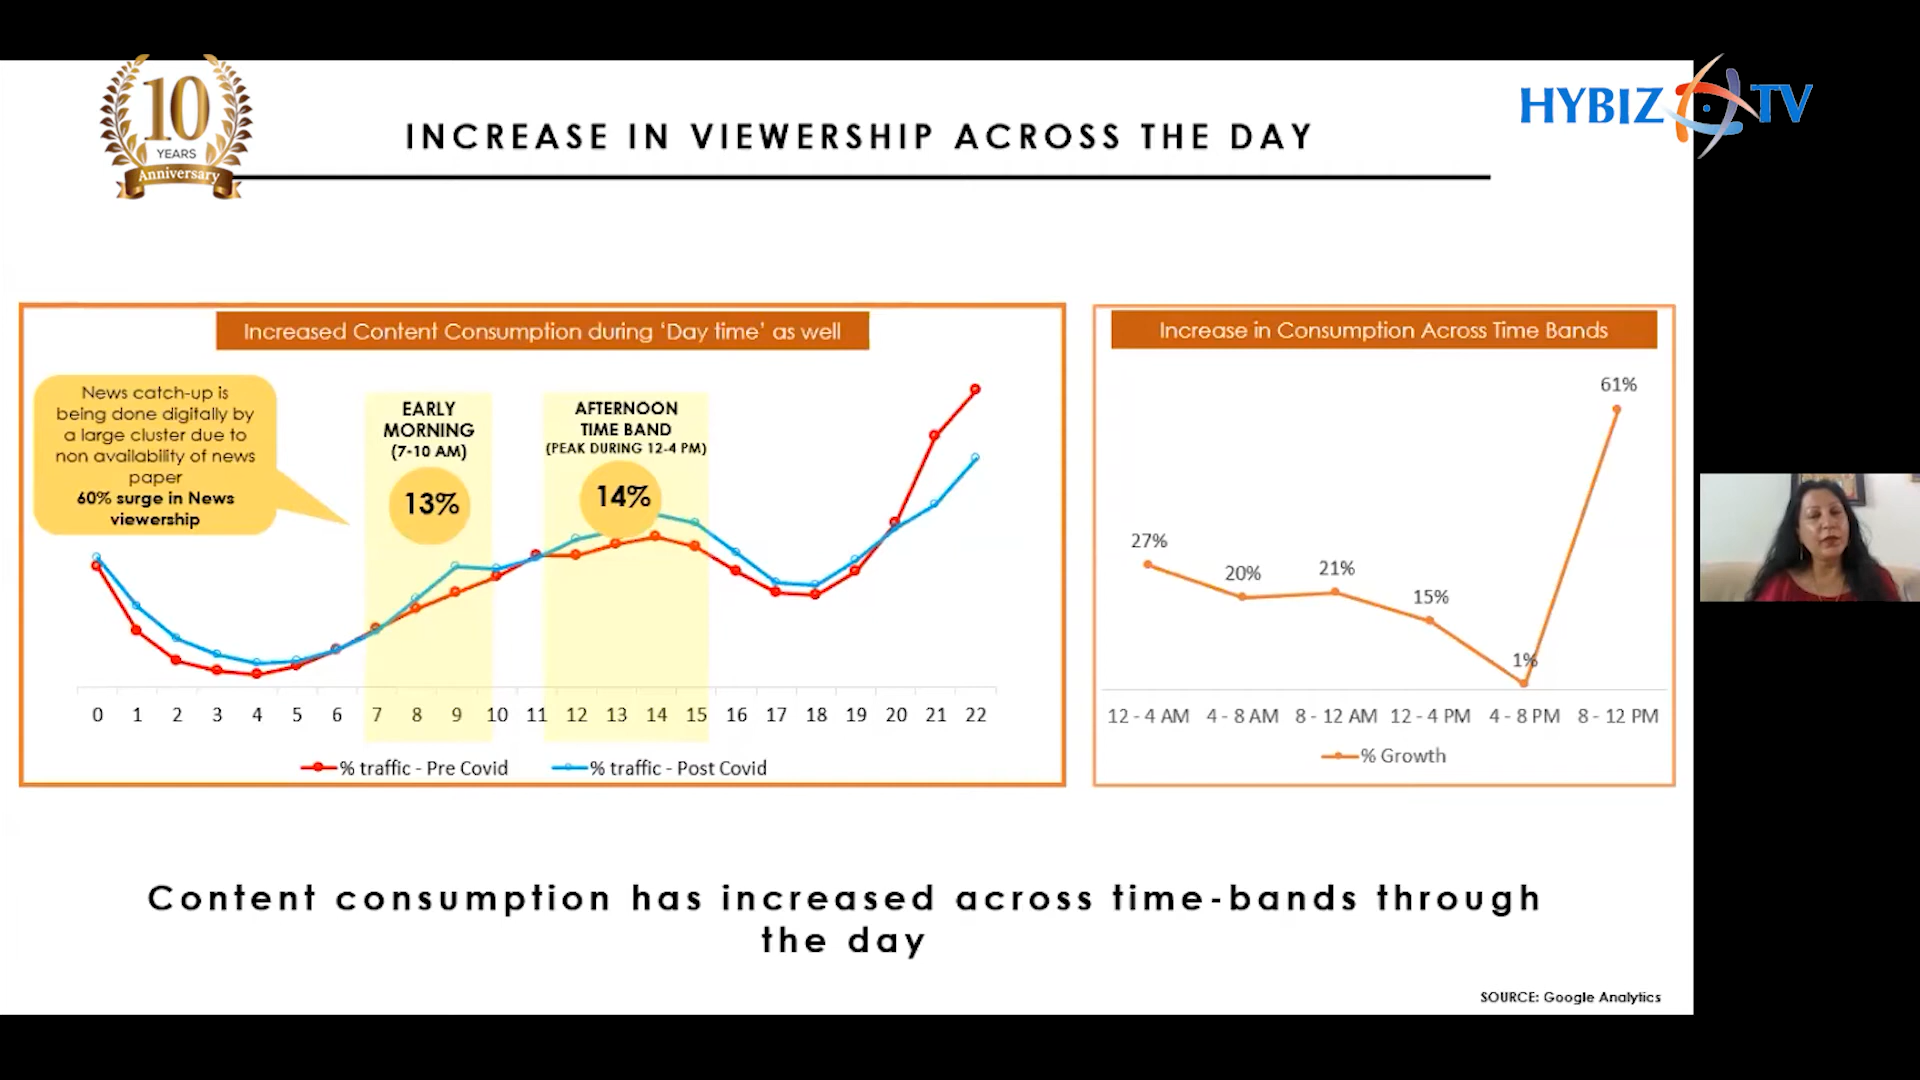 10
YEARS
Anniversary
HYBIZ TV
INCREASE IN VIEWERSHIP ACROSS THE DAY
Increased Content Consumption during ‘Day time’ as well
News catch-up is
being done digitally by
a large cluster due to
non availability of news
paper
60% surge in News
viewership
EARLY
MORNING
(7-10 AM)
13%
AFTERNOON
TIME BAND
(PEAK DURING 12-4 PM)
14%
0 1 2 3 4 5 6 7 8 9 10 11 12 13 14 15 16 17 18 19 20 21 22
% traffic - Pre Covid % traffic - Post Covid
Increase in Consumption Across Time Bands
27%
20%
21%
15%
1%
61%
12 - 4 AM 4 - 8 AM 8 - 12 AM 12 - 4 PM 4 - 8 PM 8 - 12 PM
% Growth
Content consumption has increased across time-bands through
the day
SOURCE: Google Analytics